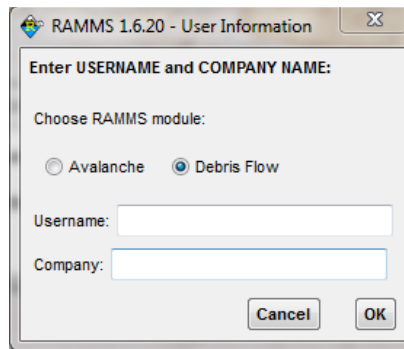 RAMMS 1.6.20 - User Information
Enter USERNAME and COMPANY NAME:
Choose RAMMS module:
Avalanche Debris Flow
Username:
Company:
Cancel OK